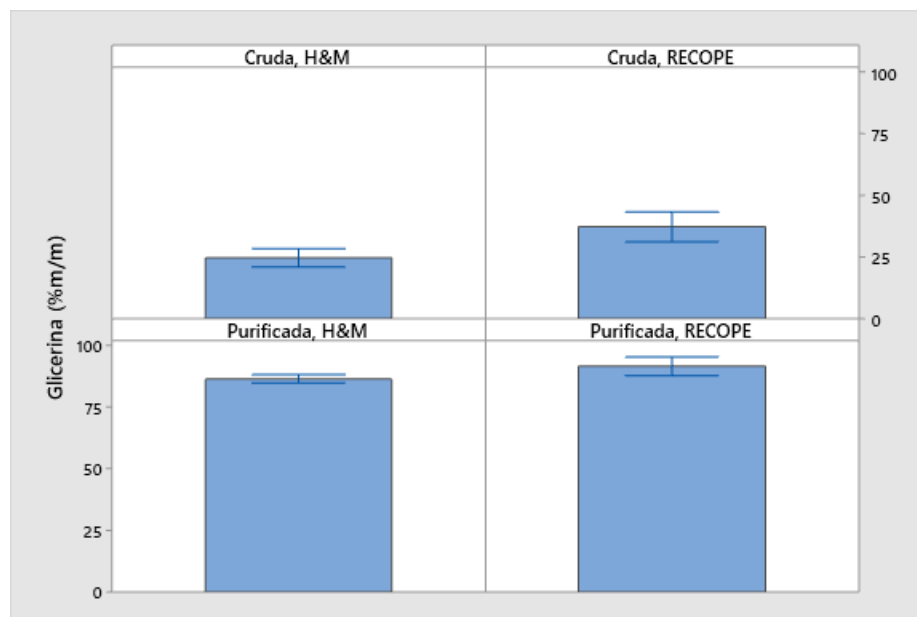 Cruda, H&M
Cruda, RECOPE
100
75
50
25
0
Glicerina (%m/m)
Purificada, H&M
Purificada, RECOPE
100
75
50
25
0